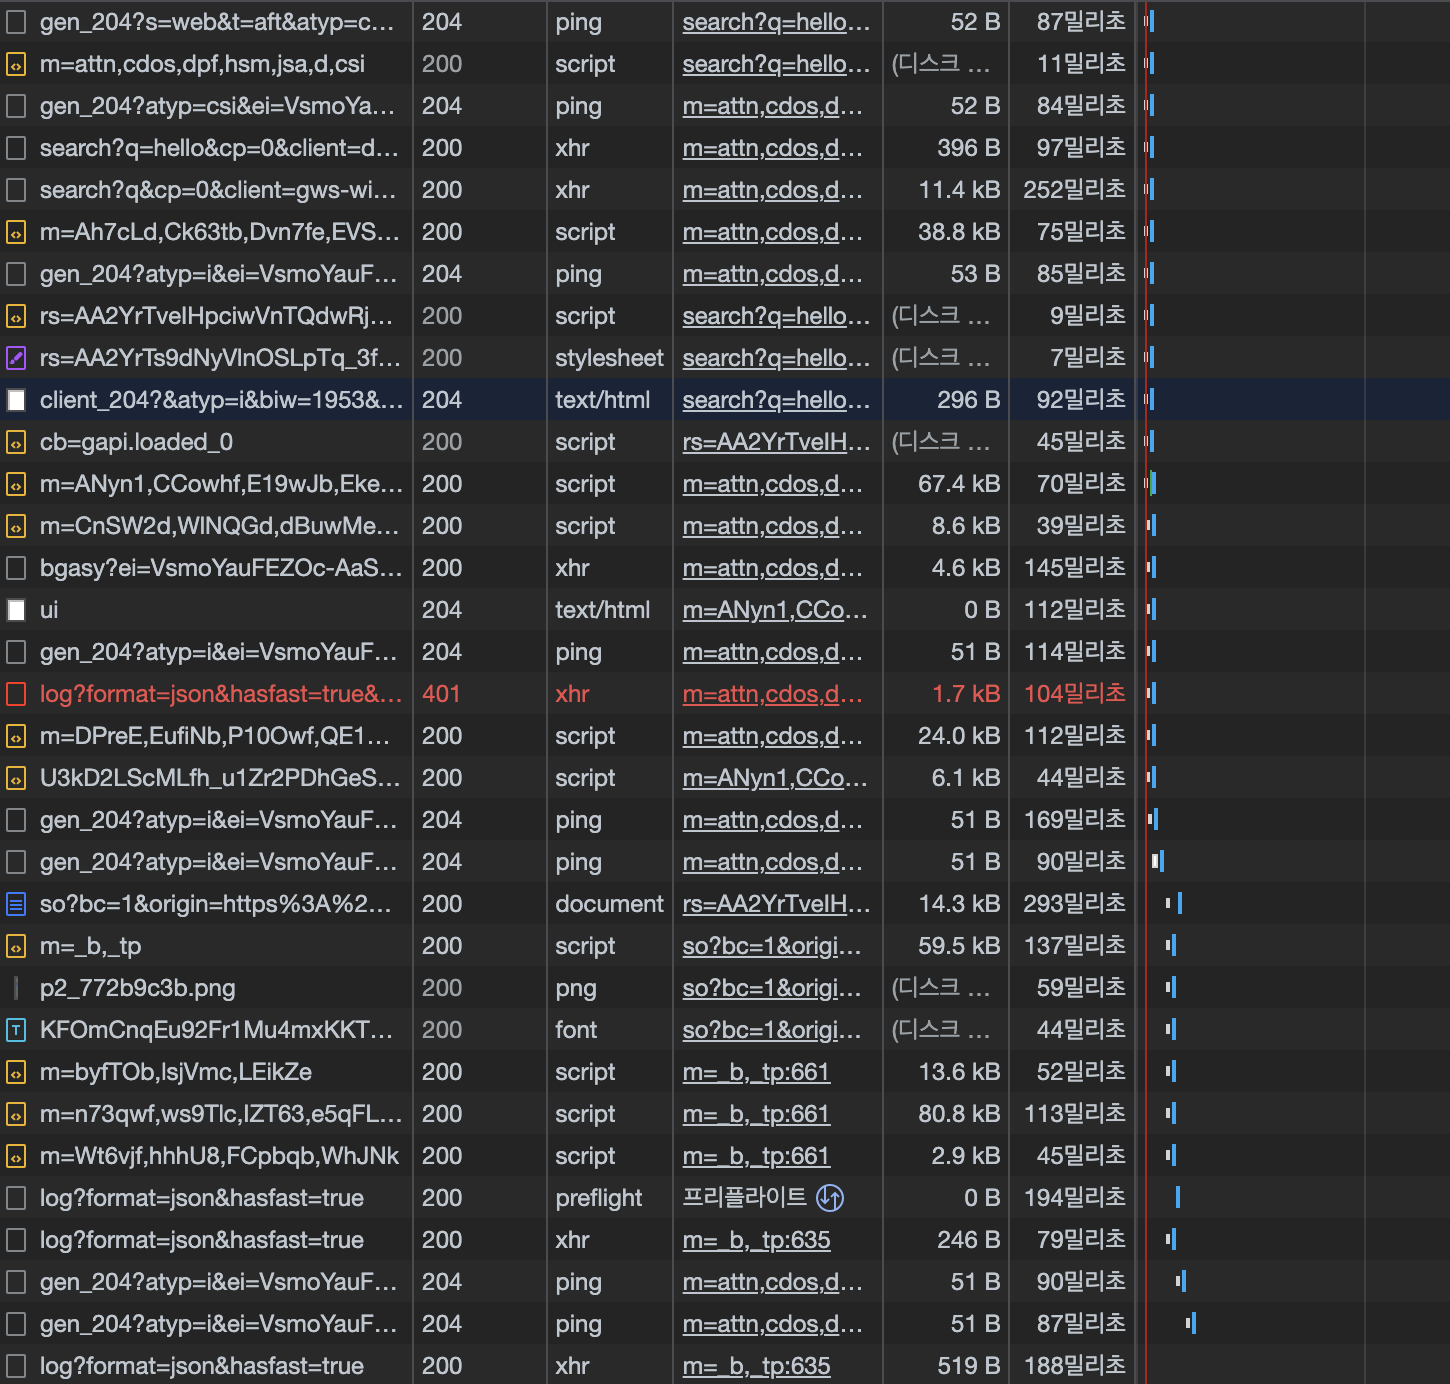 gen_204?s=web&t=aft&atyp=c... 204 ping search?q=hello... 52 B 87밀리초
m=attn,cdos,dpf,hsm,jsa,d,csi 200 script search?q=hello... (디스크 ... 11밀리초
gen_204?atyp=csi&ei=VsmoYa... 204 ping m=attn,cdos,d... 52 B 84밀리초
search?q=hello&cp=0&client=d... 200 xhr m=attn,cdos,d... 396 B 97밀리초
search?q&cp=0&client=gws-wi... 200 xhr m=attn,cdos,d... 11.4 kB 252밀리초
m=Ah7cLd,Ck63tb,Dvn7fe,EVS... 200 script m=attn,cdos,d... 38.8 kB 75밀리초
gen_204?atyp=i&ei=VsmoYauF... 204 ping m=attn,cdos,d... 53 B 85밀리초
rs=AA2YrTveIHpciwVnTQdwRj... 200 script search?q=hello... (디스크 ... 9밀리초
rs=AA2YrTs9dNyVlnOSLpTq_3f... 200 stylesheet search?q=hello... (디스크 ... 7밀리초
client_204?&atyp=i&biw=1953&... 204 text/html search?q=hello... 296 B 92밀리초
cb=gapi.loaded_0 200 script rs=AA2YrTveIH... (디스크 ... 45밀리초
m=ANyn1,CCowhf,E19wJb,Eke... 200 script m=attn,cdos,d... 67.4 kB 70밀리초
m=CnSW2d,WlNQGd,dBuwMe... 200 script m=attn,cdos,d... 8.6 kB 39밀리초
bgasy?ei=VsmoYauFEZOc-AaS... 200 xhr m=attn,cdos,d... 4.6 kB 145밀리초
ui 204 text/html m=ANyn1,CCo... 0 B 112밀리초
gen_204?atyp=i&ei=VsmoYauF... 204 ping m=attn,cdos,d... 51 B 114밀리초
log?format=json&hasfast=true&... 401 xhr m=attn,cdos,d... 1.7 kB 104밀리초
m=DPreE,EufiNb,P10Owf,QE1... 200 script m=attn,cdos,d... 24.0 kB 112밀리초
U3kD2LScMLfh_u1Zr2PDhGeS... 200 script m=ANyn1,CCo... 6.1 kB 44밀리초
gen_204?atyp=i&ei=VsmoYauF... 204 ping m=attn,cdos,d... 51 B 169밀리초
gen_204?atyp=i&ei=VsmoYauF... 204 ping m=attn,cdos,d... 51 B 90밀리초
so?bc=1&origin=https%3A%2... 200 document rs=AA2YrTveIH... 14.3 kB 293밀리초
m=_b,_tp 200 script so?bc=1&origi... 59.5 kB 137밀리초
p2_772b9c3b.png 200 png so?bc=1&origi... (디스크 ... 59밀리초
KFOmCnqEu92Fr1Mu4mxKKT... 200 font so?bc=1&origi... (디스크 ... 44밀리초
m=byfTOb,lsjVmc,LEikZe 200 script m=_b,_tp:661 13.6 kB 52밀리초
m=n73qwf,ws9Tlc,IZT63,e5qFL... 200 script m=_b,_tp:661 80.8 kB 113밀리초
m=Wt6vjf,hhhU8,FCpbqb,WhJNk 200 script m=_b,_tp:661 2.9 kB 45밀리초
log?format=json&hasfast=true 200 preflight 프리플라이트 0 B 194밀리초
log?format=json&hasfast=true 200 xhr m=_b,_tp:635 246 B 79밀리초
gen_204?atyp=i&ei=VsmoYauF... 204 ping m=attn,cdos,d... 51 B 90밀리초
gen_204?atyp=i&ei=VsmoYauF... 204 ping m=attn,cdos,d... 51 B 87밀리초
log?format=json&hasfast=true 200 xhr m=_b,_tp:635 519 B 188밀리초